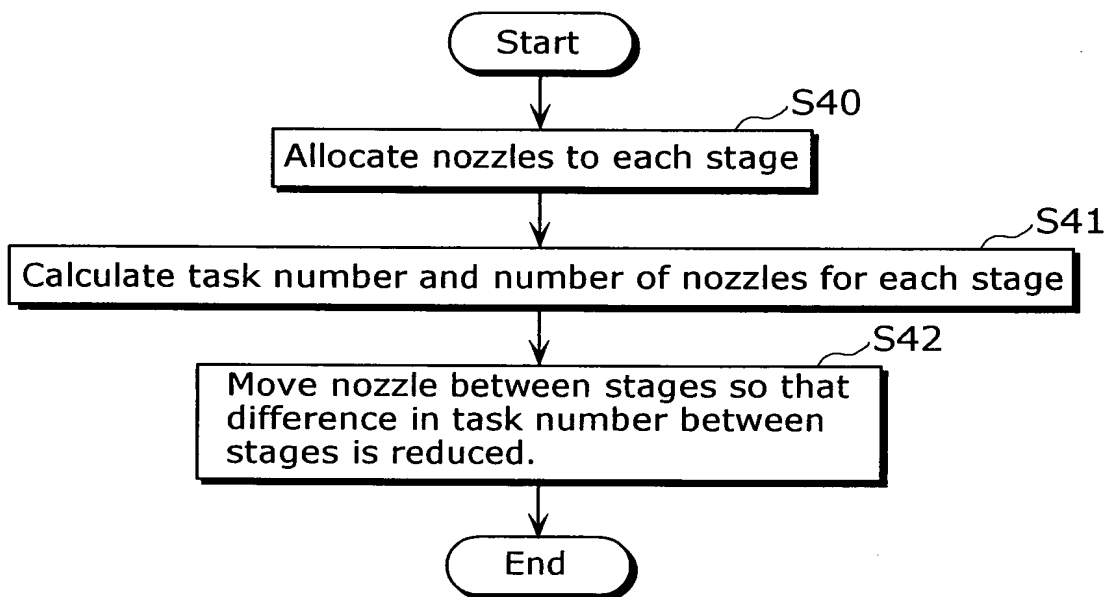 Start
S40
Allocate nozzles to each stage
S41
Calculate task number and number of nozzles for each stage
S42
Move nozzle between stages so that
difference in task number between
stages is reduced.
End